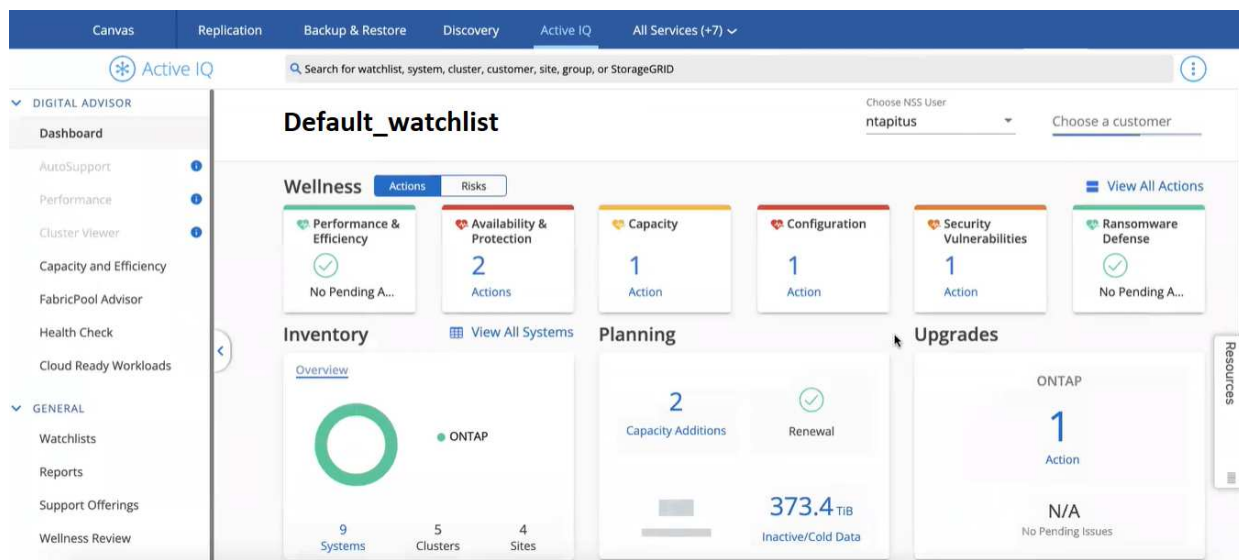 Canvas
Replication
Backup & Restore
Discovery
Active IQ
All Services (+7)
Active IQ
Search for watchlist, system, cluster, customer, site, group, or StorageGRID
DIGITAL ADVISOR
Dashboard
AutoSupport
Performance
Cluster Viewer
Capacity and Efficiency
FabricPool Advisor
Health Check
Cloud Ready Workloads
GENERAL
Watchlists
Reports
Support Offerings
Wellness Review
Default_watchlist
Choose NSS User
ntapitus
Choose a customer
Wellness
Actions
Risks
View All Actions
Performance &
Efficiency
No Pending A...
Availability &
Protection
2
Actions
Capacity
1
Action
Configuration
1
Action
Security
Vulnerabilities
1
Action
Ransomware
Defense
No Pending A...
Inventory
View All Systems
Overview
ONTAP
9
Systems
5
Clusters
4
Sites
Planning
2
Capacity Additions
Renewal
373.4 TiB
Inactive/Cold Data
Upgrades
ONTAP
1
Action
N/A
No Pending Issues
Resources